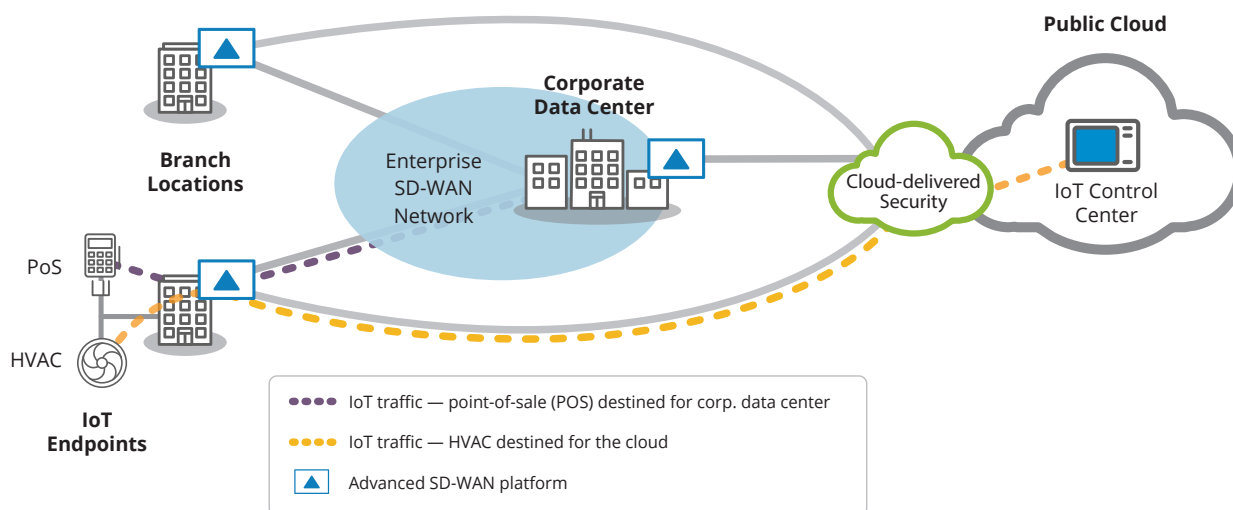 Public Cloud
Corporate
Data Center
Branch
Locations
Enterprise
SD-WAN
Network
Cloud-delivered
Security
IoT Control
Center
PoS
HVAC
IoT
Endpoints
IoT traffic — point-of-sale (POS) destined for corp. data center
IoT traffic — HVAC destined for the cloud
Advanced SD-WAN platform